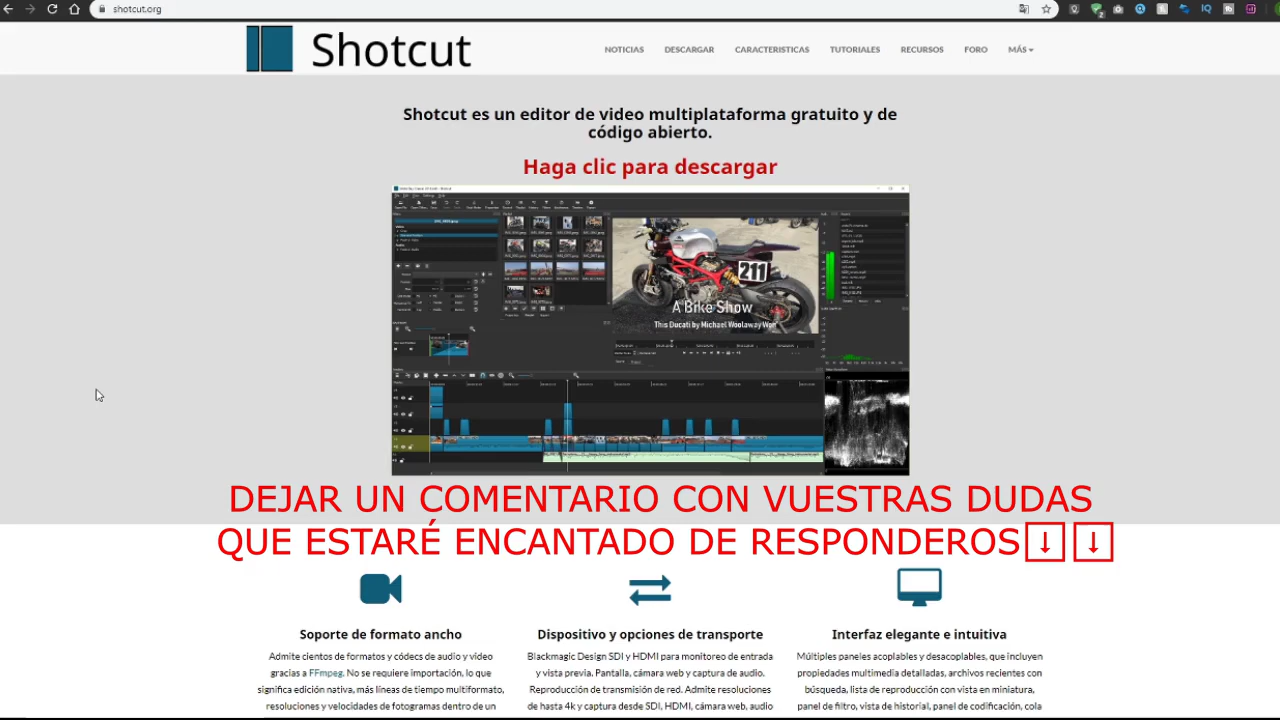 shotcut.org
Shotcut
NOTICIAS DESCARGAR CARACTERISTICAS TUTORIALES RECURSOS FORO MÁS
Shotcut es un editor de video multiplataforma gratuito y de
código abierto.
Haga clic para descargar
211
A Bike Show
This Ducati by Michael Woolaway Won
DEJAR UN COMENTARIO CON VUESTRAS DUDAS
QUE ESTARÉ ENCANTADO DE RESPONDEROS↓↓
Soporte de formato ancho
Admite cientos de formatos y códecs de audio y video
gracias a FFmpeg. No se requiere importación, lo que
significa edición nativa, más líneas de tiempo multiformato,
resoluciones y velocidades de fotogramas dentro de un
Dispositivo y opciones de transporte
Blackmagic Design SDI y HDMI para monitoreo de entrada
y vista previa. Pantalla, cámara web y captura de audio.
Reproducción de transmisión de red. Admite resoluciones
de hasta 4k y captura desde SDI, HDMI, cámara web, audio
Interfaz elegante e intuitiva
Múltiples paneles acoplables y desacoplables, que incluyen
propiedades multimedia detalladas, archivos recientes con
búsqueda, lista de reproducción con vista en miniatura,
panel de filtro, vista de historial, panel de codificación, cola